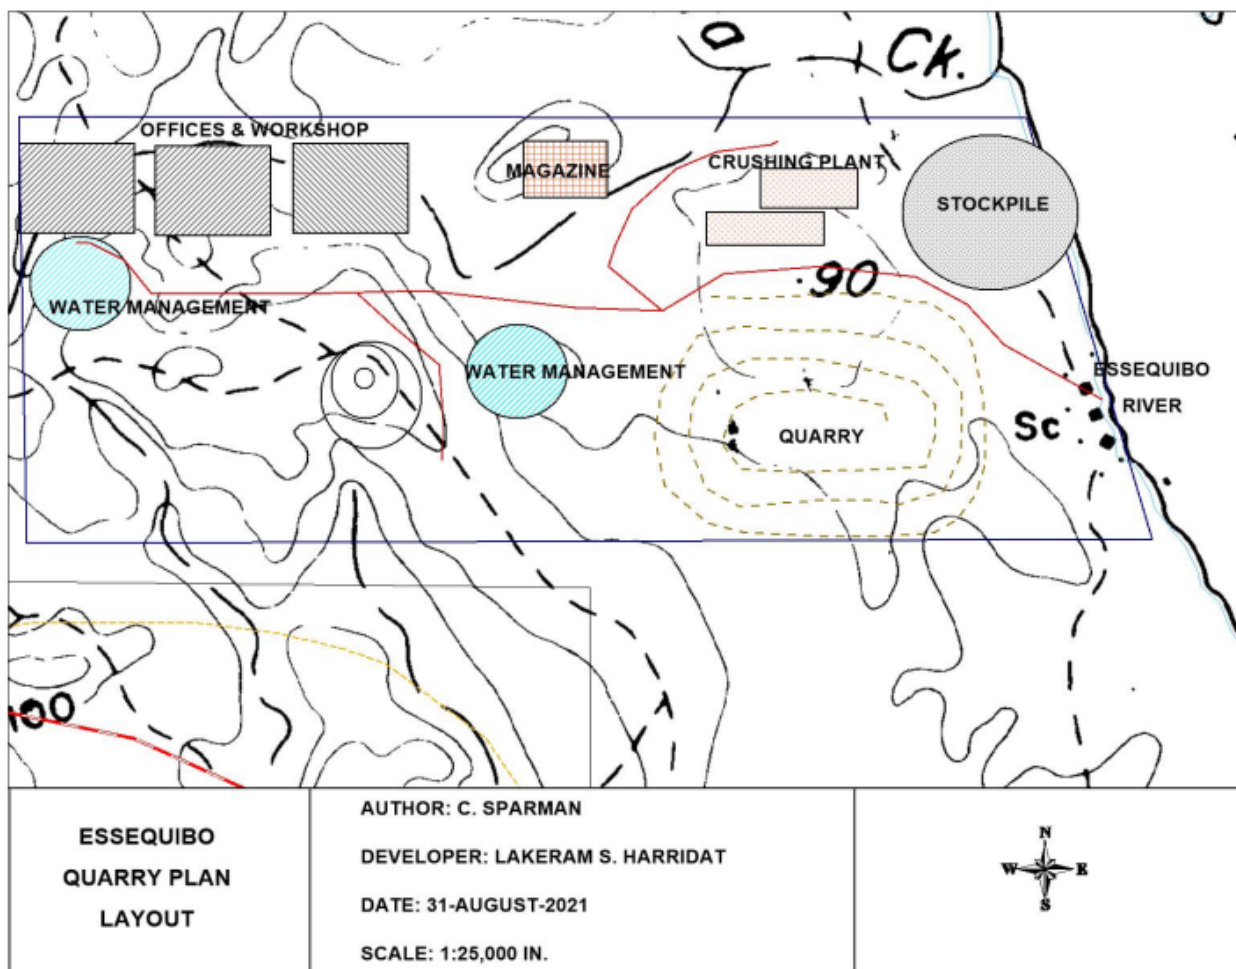 Ck.
OFFICES & WORKSHOP
MAGAZINE
CRUSHING PLANT
STOCKPILE
WATER MANAGEMENT
90
WATER MANAGEMENT
ESSEQUIBO
RIVER
Sc
QUARRY
100
ESSEQUIBO
QUARRY PLAN
LAYOUT
AUTHOR: C. SPARMAN
DEVELOPER: LAKERAM S. HARRIDAT
DATE: 31-AUGUST-2021
SCALE: 1:25,000 IN.
N
W E
S